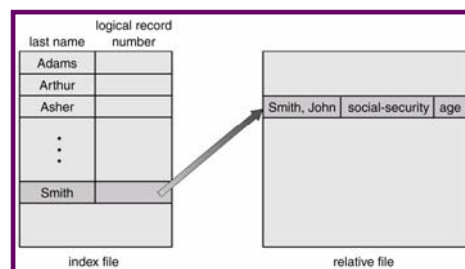 logical record
last name number
Adams
Arthur
Asher
Smith
Smith, John social-security age
index file relative file